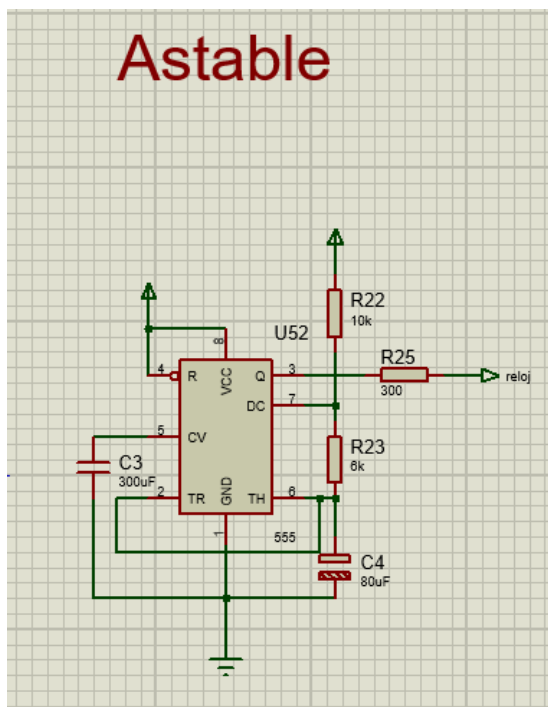 Astable
R22
10k
U52
8
4
R
VCC
Q
3
R25
300
reloj
DC
7
5
CV
R23
6k
C3
300uF
2
TR
GND
TH
6
1
555
C4
80uF